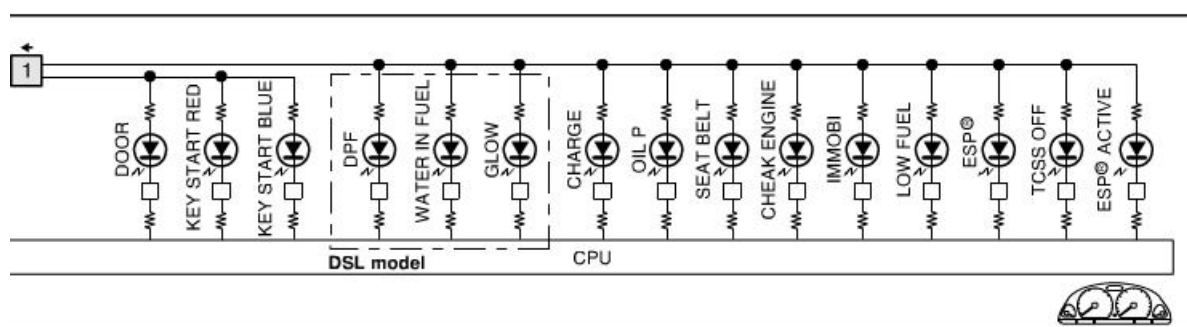 1
DOOR
KEY START RED
KEY START BLUE
DPF
WATER IN FUEL
GLOW
CHARGE
OIL P
SEAT BELT
CHEAK ENGINE
IMMOBI
LOW FUEL
ESP®
TCSS OFF
ESP® ACTIVE
DSL model
CPU